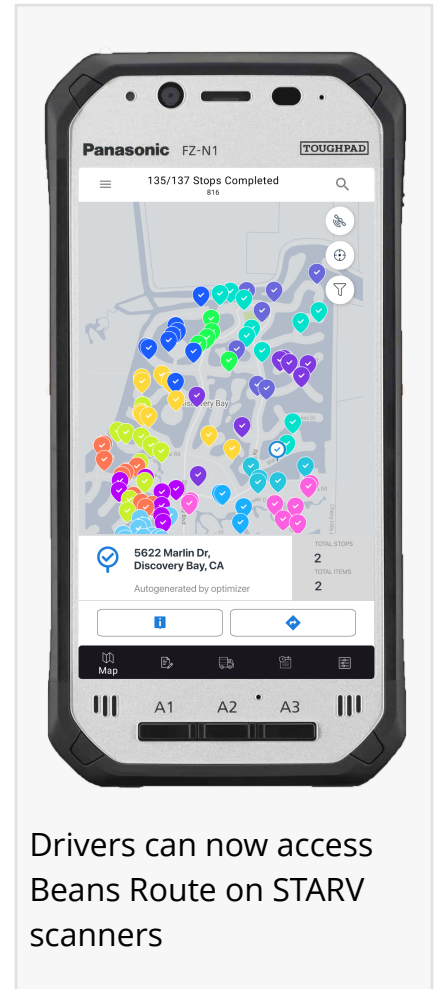 Panasonic FZ-N1 TOUGHPAD
135/137 Stops Completed
816
Discovery Bay
5622 Marlin Dr,
Discovery Bay, CA
Autogenerated by optimizer
TOTAL STOPS
2
TOTAL ITEMS
2
Map
A1 A2 A3
Drivers can now access
Beans Route on STARV
scanners